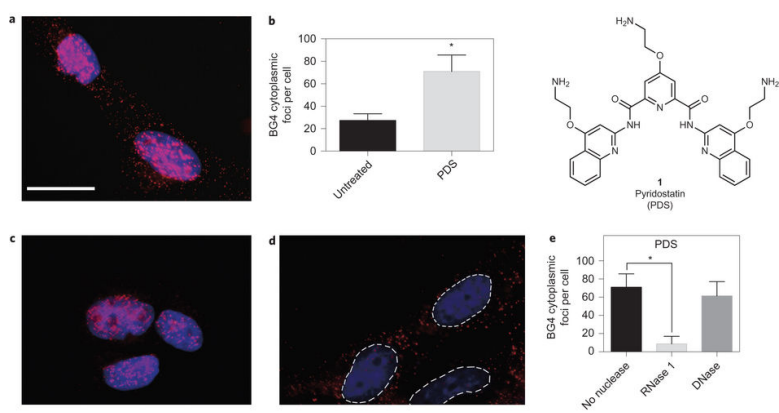 a
b
BG4 cytoplasmic
foci per cell
100
80
60
40
20
0
*
Untreated
PDS
NH2
O
NH2
O
O
N
NH
HN
O
N
N
O
NH2
1
Pyridostatin
(PDS)
c
d
e
PDS
BG4 cytoplasmic
foci per cell
100
80
60
40
20
0
*
No nuclease
RNase 1
DNase